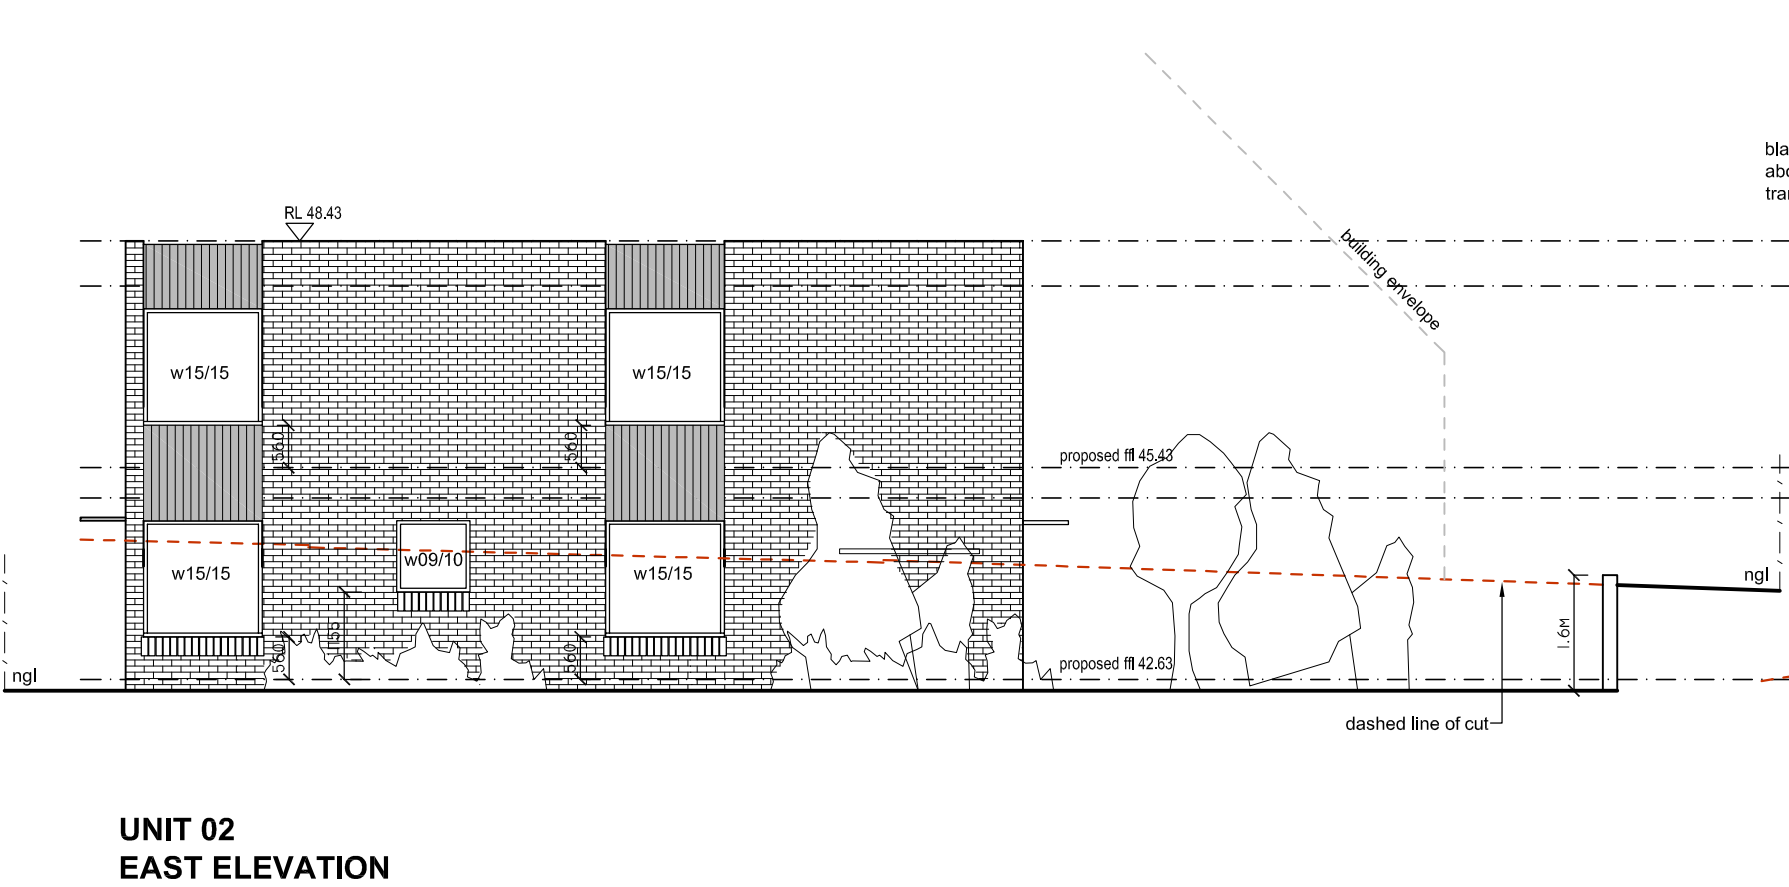 bla
abo
tra
RL 48.43
building envelope
w15/15
w15/15
560
560
proposed ffl 45.43
w15/15
w09/10
w15/15
ngl
1.6M
1155
560
560
proposed ffl 42.63
ngl
dashed line of cut
UNIT 02
EAST ELEVATION